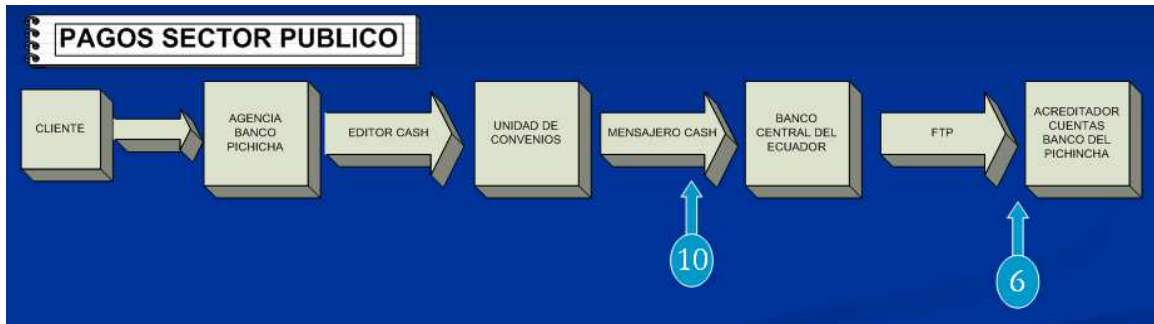 PAGOS SECTOR PUBLICO
CLIENTE
AGENCIA
BANCO
PICHICHA
EDITOR CASH
UNIDAD DE
CONVENIOS
MENSAJERO CASH
BANCO
CENTRAL DEL
ECUADOR
FTP
ACREDITADOR
CUENTAS
BANCO DEL
PICHINCHA
10
6